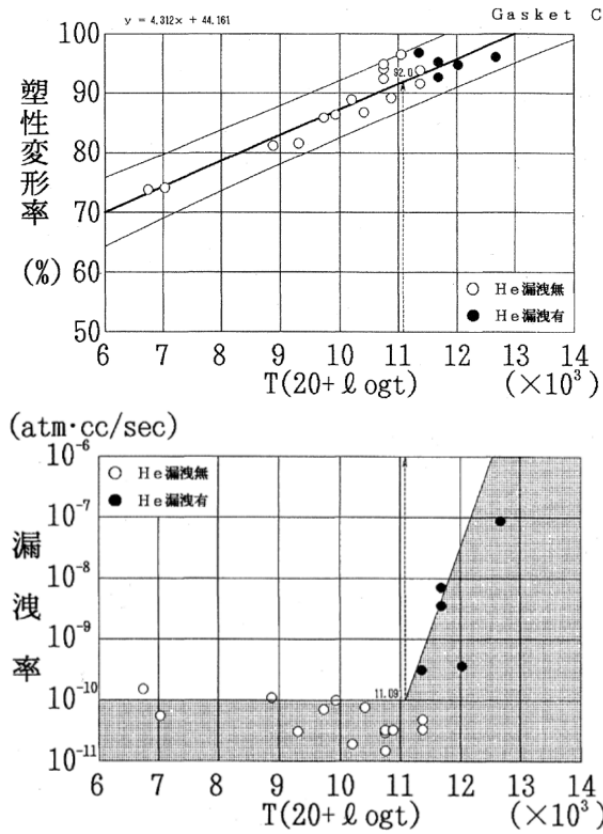 y = 4.312x + 44.161
Gasket C
100
90
80
70
60
50
塑性変形率
(%)
92.0
○ He漏洩無
● He漏洩有
6 7 8 9 10 11 12 13 14
T(20+ℓogt) (×10³)
(atm·cc/sec)
10⁻⁶
10⁻⁷
10⁻⁸
10⁻⁹
10⁻¹⁰
10⁻¹¹
漏洩率
○ He漏洩無
● He漏洩有
11.09
6 7 8 9 10 11 12 13 14
T(20+ℓogt) (×10³)